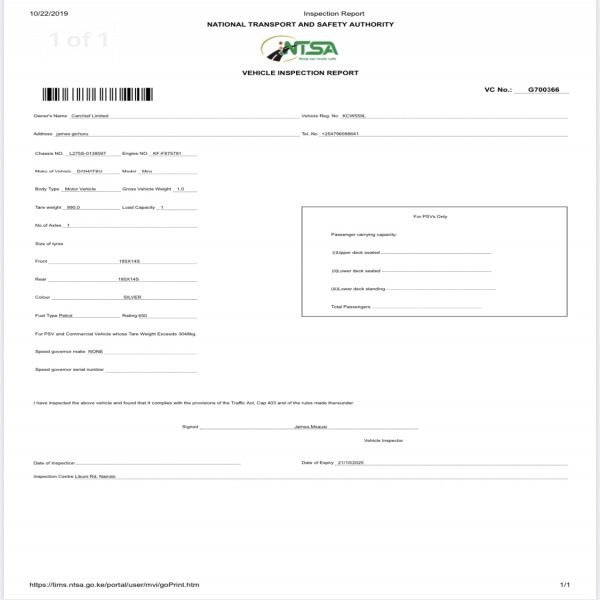 10/22/2019 Inspection Report
NATIONAL TRANSPORT AND SAFETY AUTHORITY
1 of 1
NTSA
Keep our roads safe
VEHICLE INSPECTION REPORT
VC No.: G700366
Owner's Name Carchief Limited Vehicle Reg. No
Address james gichuru Tel. No +254796088641
Chassis NO. Engine NO
Make of Vehicle DAIHATSU Model Mira
Body Type Motor Vehicle Gross Vehicle Weight 1.0
Tare weight 990.0 Load Capacity 1
No.of Axles 1
Size of tyres
Front 165X14S
Rear 165X14S
Colour SILVER
Fuel Type Petrol Rating 650
For PSV and Commercial Vehicle whose Tare Weight Exceeds 3048kg.
Speed governor make NONE
Speed governor serial number
For PSVs Only
Passenger carrying capacity:
(i)Upper deck seated
(ii)Lower deck seated
(iii)Lower deck standing
Total Passengers
I have inspected the above vehicle and found that it complies with the provisions of the Traffic Act, Cap 403 and of the rules made thereunder.
Signed James
Vehicle Inspector
Date of Inspection Date of Expiry 21/10/2020
Inspection Centre Likoni Rd, Nairobi
https://tims.ntsa.go.ke/portal/user/mvi/goPrint.htm 1/1